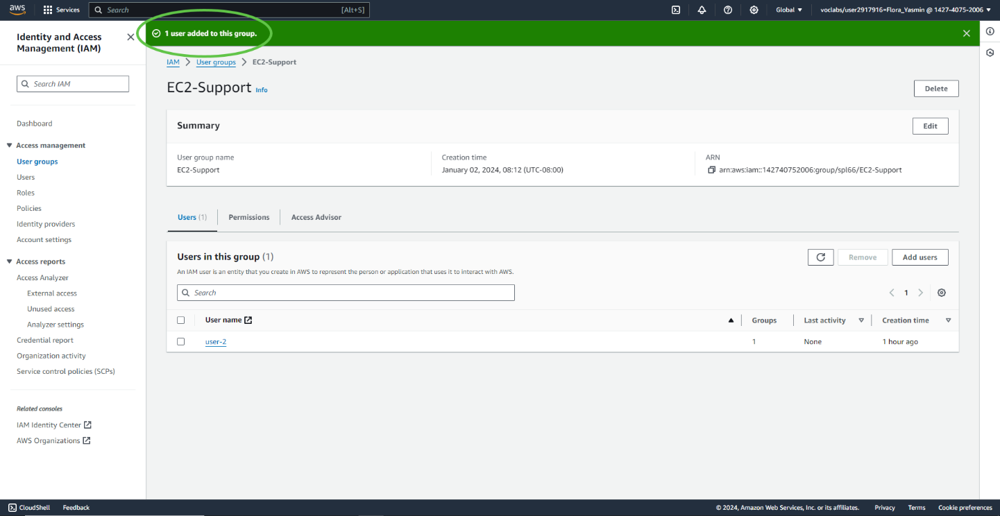 aws Services Search [Alt+S] Global voclabs/user2917916=Flora_Yasmin @ 1427-4075-2006
Identity and Access
Management (IAM)
Search IAM
Dashboard
Access management
User groups
Users
Roles
Policies
Identity providers
Account settings
Access reports
Access Analyzer
External access
Unused access
Analyzer settings
Credential report
Organization activity
Service control policies (SCPs)
Related consoles
IAM Identity Center
AWS Organizations
1 user added to this group.
IAM > User groups > EC2-Support
EC2-Support Info
Delete
Summary
Edit
User group name
EC2-Support
Creation time
January 02, 2024, 08:12 (UTC-08:00)
ARN
arn:aws:iam::142740752006:group/spl66/EC2-Support
Users (1) Permissions Access Advisor
Users in this group (1)
Remove Add users
An IAM user is an entity that you create in AWS to represent the person or application that uses it to interact with AWS.
Search
1
User name Groups Last activity Creation time
user-2 1 None 1 hour ago
CloudShell Feedback © 2024, Amazon Web Services, Inc. or its affiliates. Privacy Terms Cookie preferences